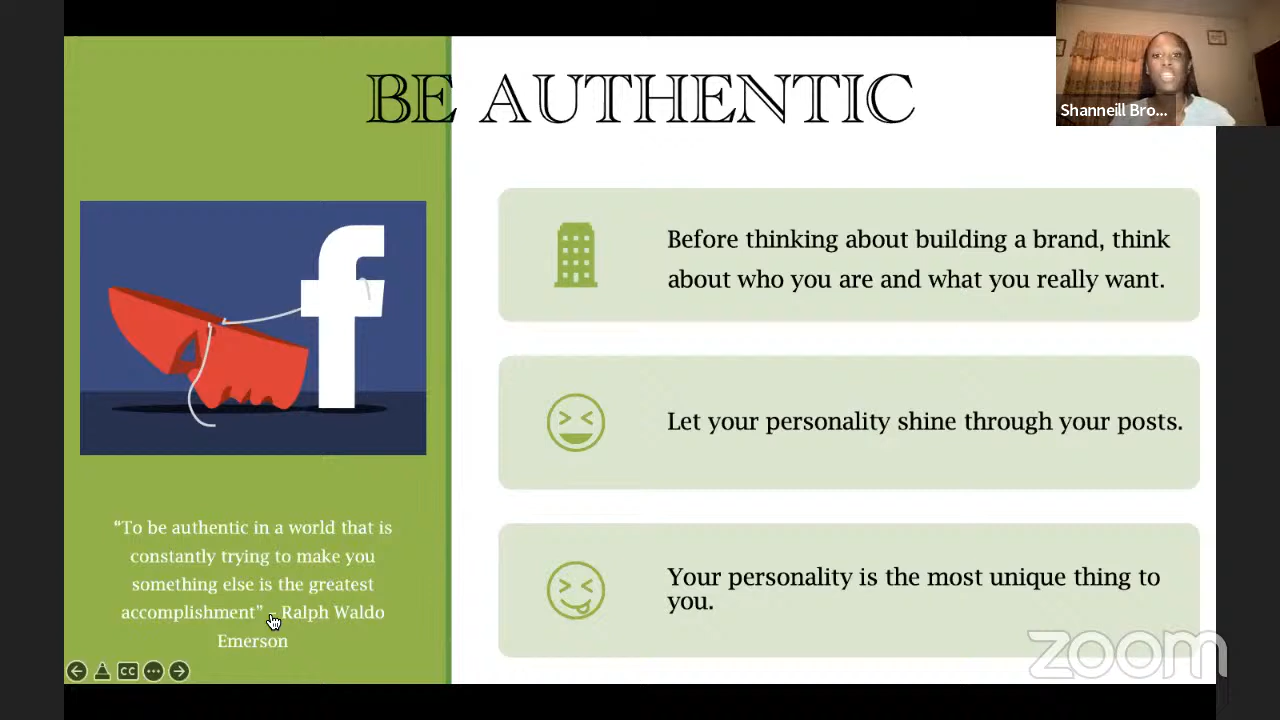 BE AUTHENTIC
Shanneill Bro...
f
Before thinking about building a brand, think
about who you are and what you really want.
Let your personality shine through your posts.
Your personality is the most unique thing to
you.
“To be authentic in a world that is
constantly trying to make you
something else is the greatest
accomplishment” - Ralph Waldo
Emerson
CC
zoom